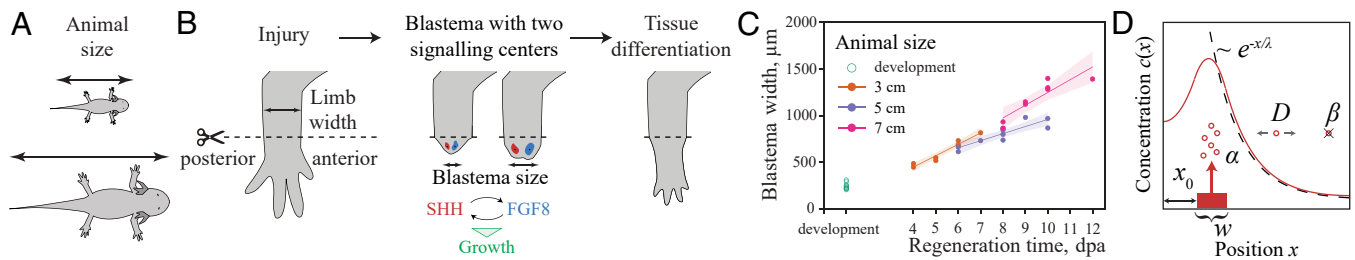 A
Animal
size
B
Injury
Blastema with two
signalling centers
Tissue
differentiation
Limb
width
posterior
anterior
Blastema size
SHH
FGF8
Growth
C
2000
1500
1000
500
0
Blastema width, μm
Animal size
development
3 cm
5 cm
7 cm
development
4 5 6 7 8 9 10 11 12
Regeneration time, dpa
D
Concentration c(x)
~ e^{-x/λ}
D
β
α
x₀
w
Position x